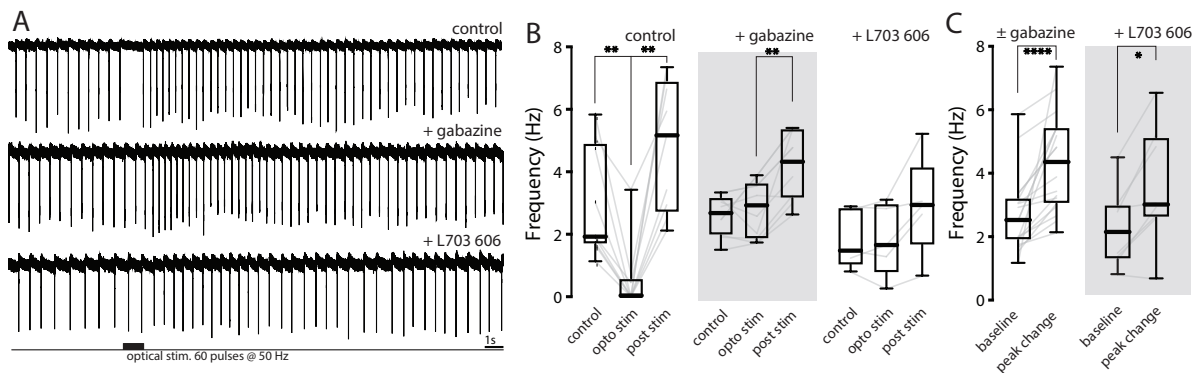 A
control
+ gabazine
+ L703 606
1s
optical stim. 60 pulses @ 50 Hz
B
control
+ gabazine
+ L703 606
** **
**
Frequency (Hz)
8
6
4
2
0
control
opto stim
post stim
control
opto stim
post stim
control
opto stim
post stim
C
± gabazine
+ L703 606
****
*
Frequency (Hz)
8
6
4
2
0
baseline
peak change
baseline
peak change